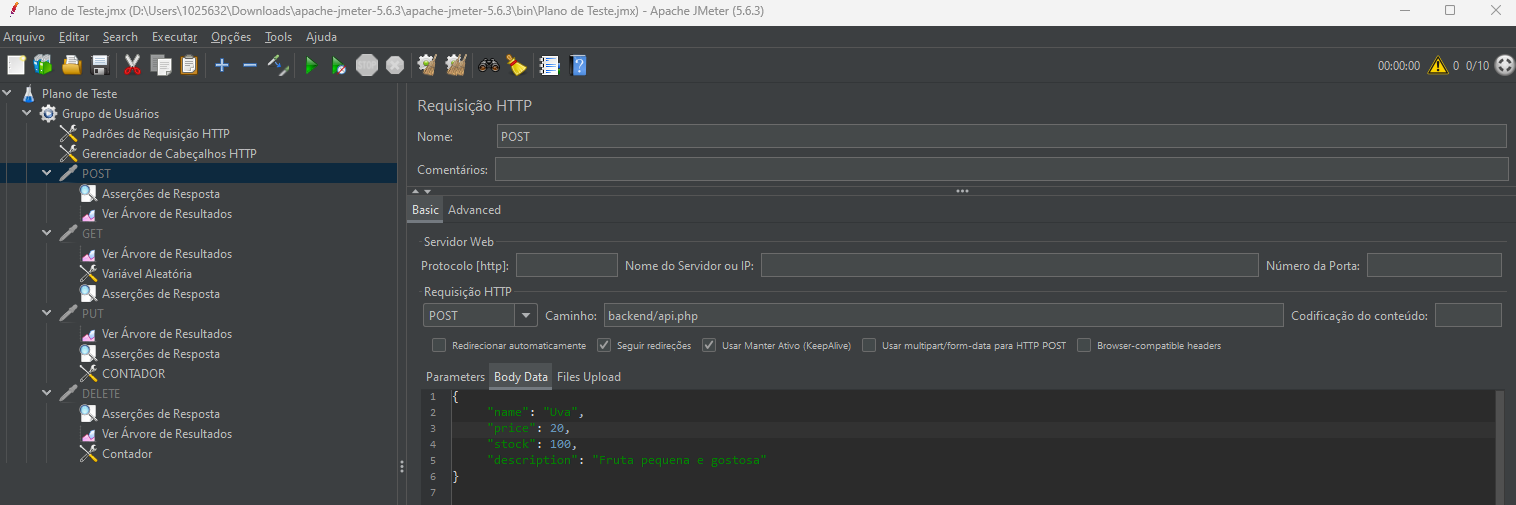 Plano de Teste.jmx (D:\Users\1025632\Downloads\apache-jmeter-5.6.3\apache-jmeter-5.6.3\bin\Plano de Teste.jmx) - Apache JMeter (5.6.3)
Arquivo Editar Search Executar Opções Tools Ajuda
STOP 00:00:00 0 0/10
Plano de Teste
Grupo de Usuários
Padrões de Requisição HTTP
Gerenciador de Cabeçalhos HTTP
POST
Asserções de Resposta
Ver Árvore de Resultados
GET
Ver Árvore de Resultados
Variável Aleatória
Asserções de Resposta
PUT
Ver Árvore de Resultados
Asserções de Resposta
CONTADOR
DELETE
Asserções de Resposta
Ver Árvore de Resultados
Contador
Requisição HTTP
Nome: POST
Comentários:
Basic Advanced
Servidor Web
Protocolo [http]: Nome do Servidor ou IP: Número da Porta:
Requisição HTTP
POST Caminho: backend/api.php Codificação do conteúdo:
Redirecionar automaticamente Seguir redireções Usar Manter Ativo (KeepAlive) Usar multipart/form-data para HTTP POST Browser-compatible headers
Parameters Body Data Files Upload
1 {
2 "name": "Uva",
3 "price": 20,
4 "stock": 100,
5 "description": "Fruta pequena e gostosa"
6 }
7